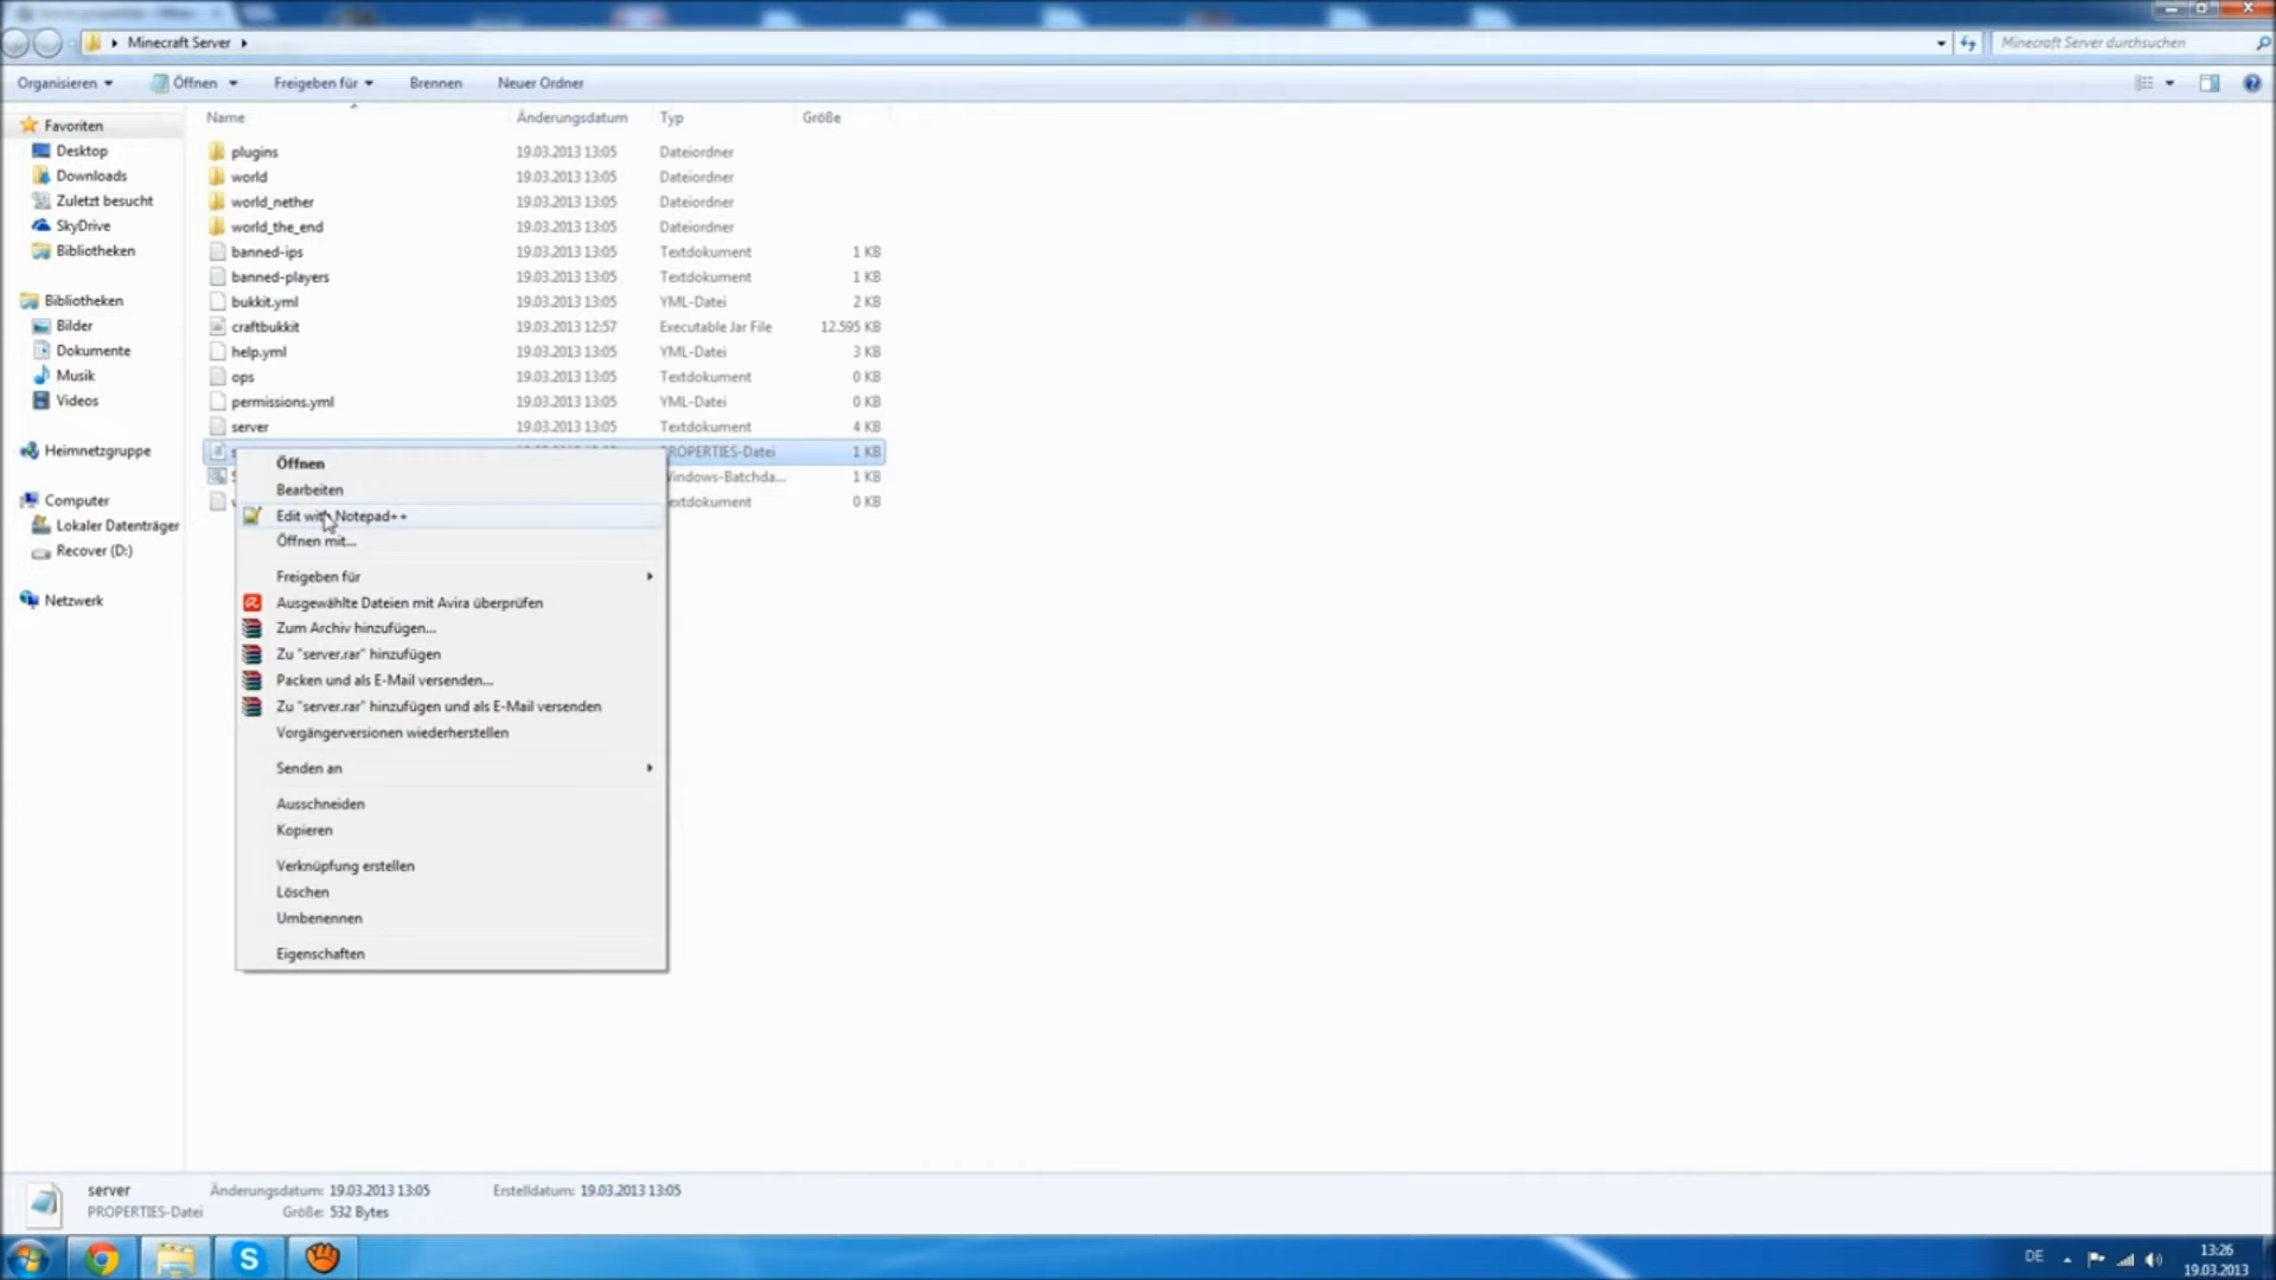 Minecraft Server
Minecraft Server durchsuchen
Organisieren Öffnen Freigeben für Brennen Neuer Ordner
Name Änderungsdatum Typ Größe
Favoriten
Desktop
Downloads
Zuletzt besucht
SkyDrive
Bibliotheken
Bibliotheken
Bilder
Dokumente
Musik
Videos
Heimnetzgruppe
Computer
Lokaler Datenträger
Recover (D:)
Netzwerk
plugins 19.03.2013 13:05 Dateiordner
world 19.03.2013 13:05 Dateiordner
world_nether 19.03.2013 13:05 Dateiordner
world_the_end 19.03.2013 13:05 Dateiordner
banned-ips 19.03.2013 13:05 Textdokument 1 KB
banned-players 19.03.2013 13:05 Textdokument 1 KB
bukkit.yml 19.03.2013 13:05 YML-Datei 2 KB
craftbukkit 19.03.2013 12:57 Executable Jar File 12.595 KB
help.yml 19.03.2013 13:05 YML-Datei 3 KB
ops 19.03.2013 13:05 Textdokument 0 KB
permissions.yml 19.03.2013 13:05 YML-Datei 0 KB
server 19.03.2013 13:05 Textdokument 4 KB
ROPERTIES-Datei 1 KB
indows-Batchda... 1 KB
extdokument 0 KB
Öffnen
Bearbeiten
Edit with Notepad++
Öffnen mit...
Freigeben für
Ausgewählte Dateien mit Avira überprüfen
Zum Archiv hinzufügen...
Zu "server.rar" hinzufügen
Packen und als E-Mail versenden...
Zu "server.rar" hinzufügen und als E-Mail versenden
Vorgängerversionen wiederherstellen
Senden an
Ausschneiden
Kopieren
Verknüpfung erstellen
Löschen
Umbenennen
Eigenschaften
server Änderungsdatum: 19.03.2013 13:05 Erstelldatum: 19.03.2013 13:05
PROPERTIES-Datei Größe: 532 Bytes
DE
13:26
19.03.2013